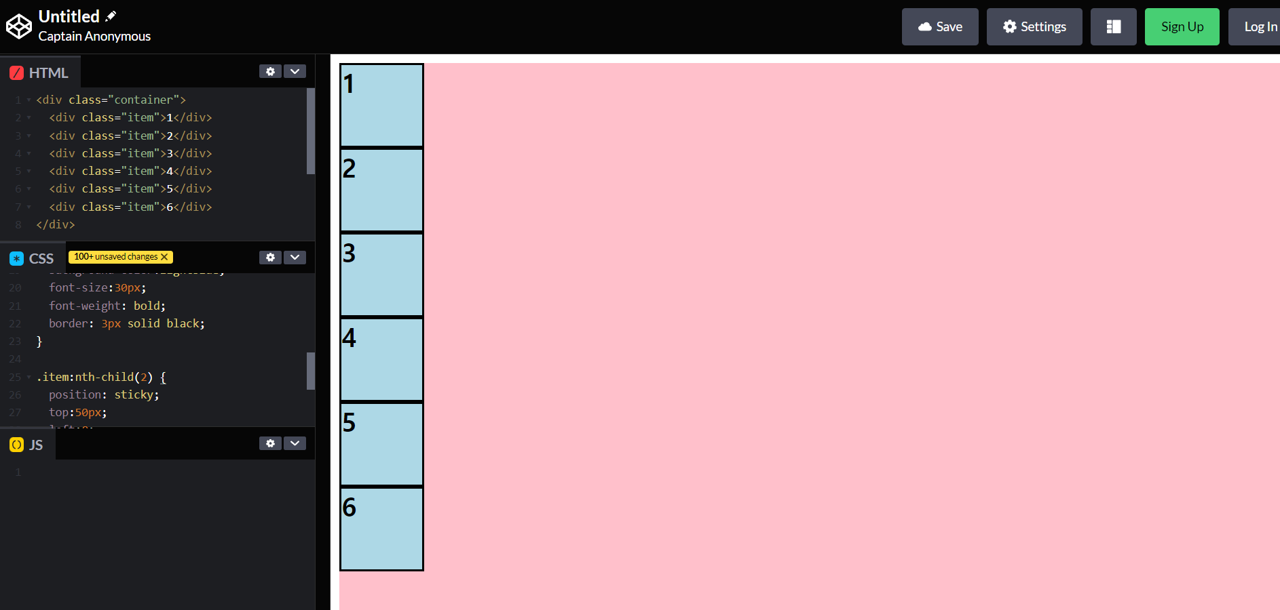 Untitled
Captain Anonymous
Save
Settings
Sign Up
Log In
HTML
1 <div class="container">
2 <div class="item">1</div>
3 <div class="item">2</div>
4 <div class="item">3</div>
5 <div class="item">4</div>
6 <div class="item">5</div>
7 <div class="item">6</div>
8 </div>
CSS
100+ unsaved changes X
20 font-size:30px;
21 font-weight: bold;
22 border: 3px solid black;
23 }
24
25 .item:nth-child(2) {
26 position: sticky;
27 top:50px;
JS
1
1
2
3
4
5
6